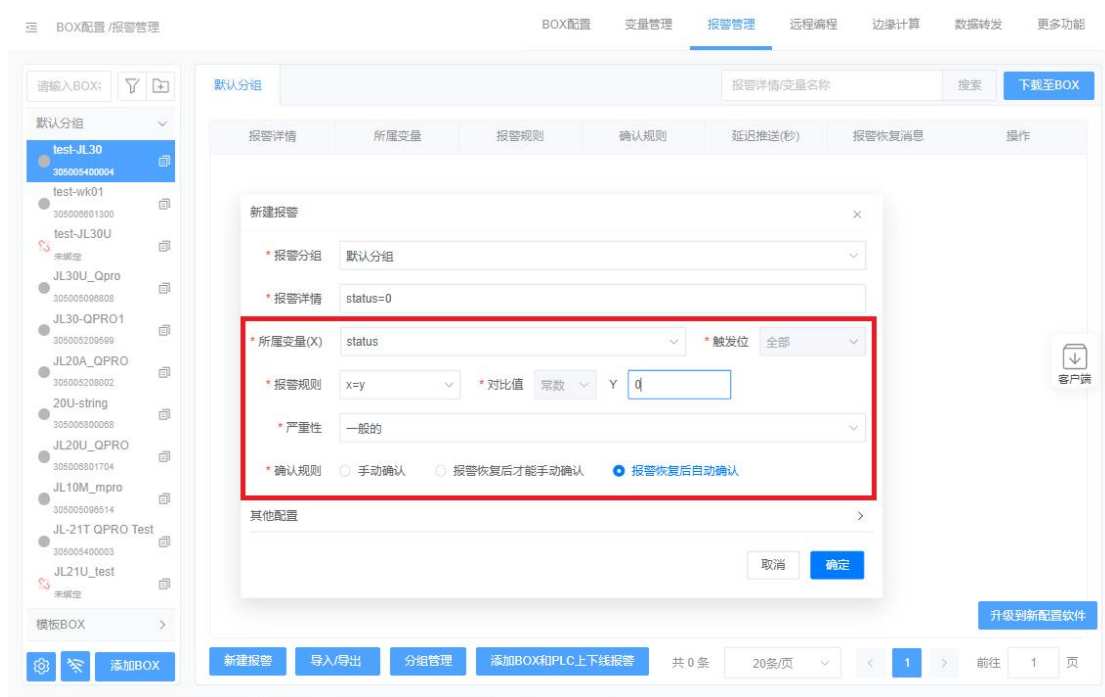 BOX配置 /报警管理
BOX配置 变量管理 报警管理 远程编程 边缘计算 数据转发 更多功能
请输入BOX
默认分组 报警详情/变量名称 搜索 下载至BOX
默认分组
报警详情 所属变量 报警规则 确认规则 延迟推送(秒) 报警恢复消息 操作
test-JL30
305005400004
test-wk01
305006601300
test-JL30U
未绑定
JL30U_Qpro
305005096808
JL30-QPRO1
305005209599
JL20A_QPRO
305005208002
20U-string
305006800068
JL20U_QPRO
305006801704
JL10M_mpro
305005096514
JL-21T QPRO Test
305005400003
JL21U_test
未绑定
模板BOX
添加BOX
新建报警
* 报警分组 默认分组
* 报警详情 status=0
* 所属变量(X) status * 触发位 全部
* 报警规则 x=y * 对比值 常数 Y 0
* 严重性 一般的
* 确认规则 手动确认 报警恢复后才能手动确认 报警恢复后自动确认
其他配置
取消 确定
客户端
升级到新配置软件
新建报警 导入/导出 分组管理 添加BOX和PLC上下线报警 共 0 条 20条/页 1 前往 1 页